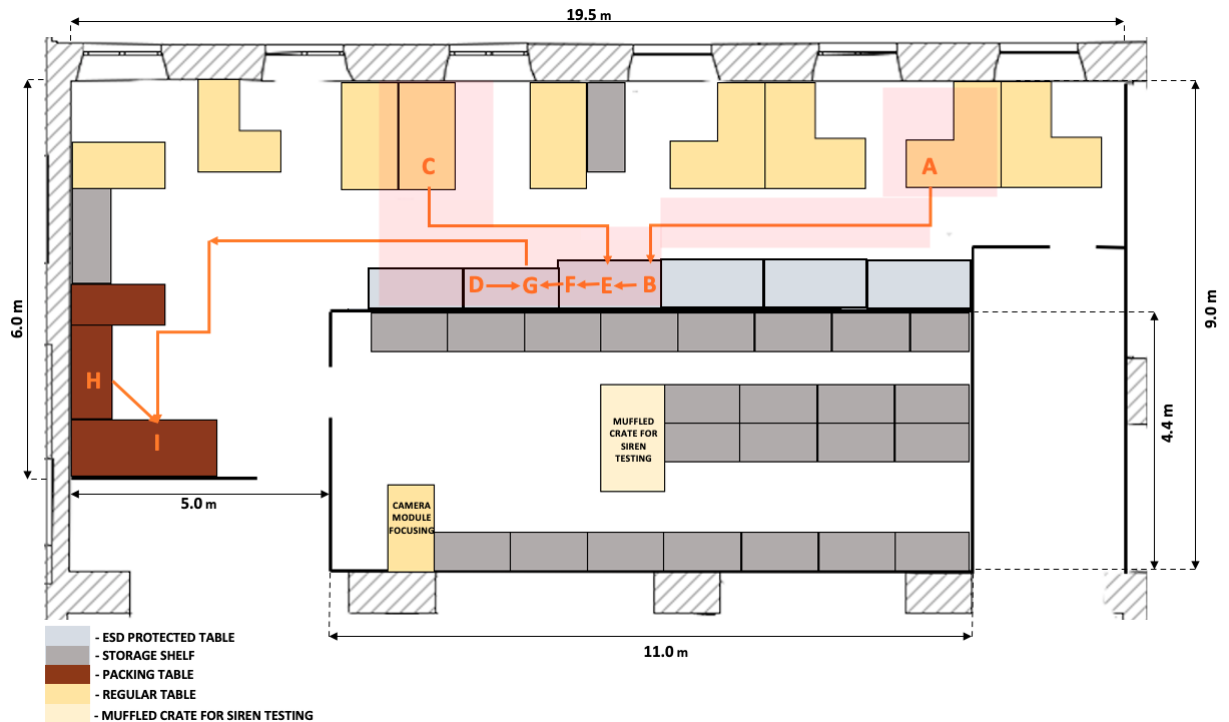 19.5 m
C
A
6.0 m
9.0 m
D G F E B
H
I
MUFFLED
CRATE FOR
SIREN
TESTING
4.4 m
5.0 m
CAMERA
MODULE
FOCUSING
11.0 m
- ESD PROTECTED TABLE
- STORAGE SHELF
- PACKING TABLE
- REGULAR TABLE
- MUFFLED CRATE FOR SIREN TESTING